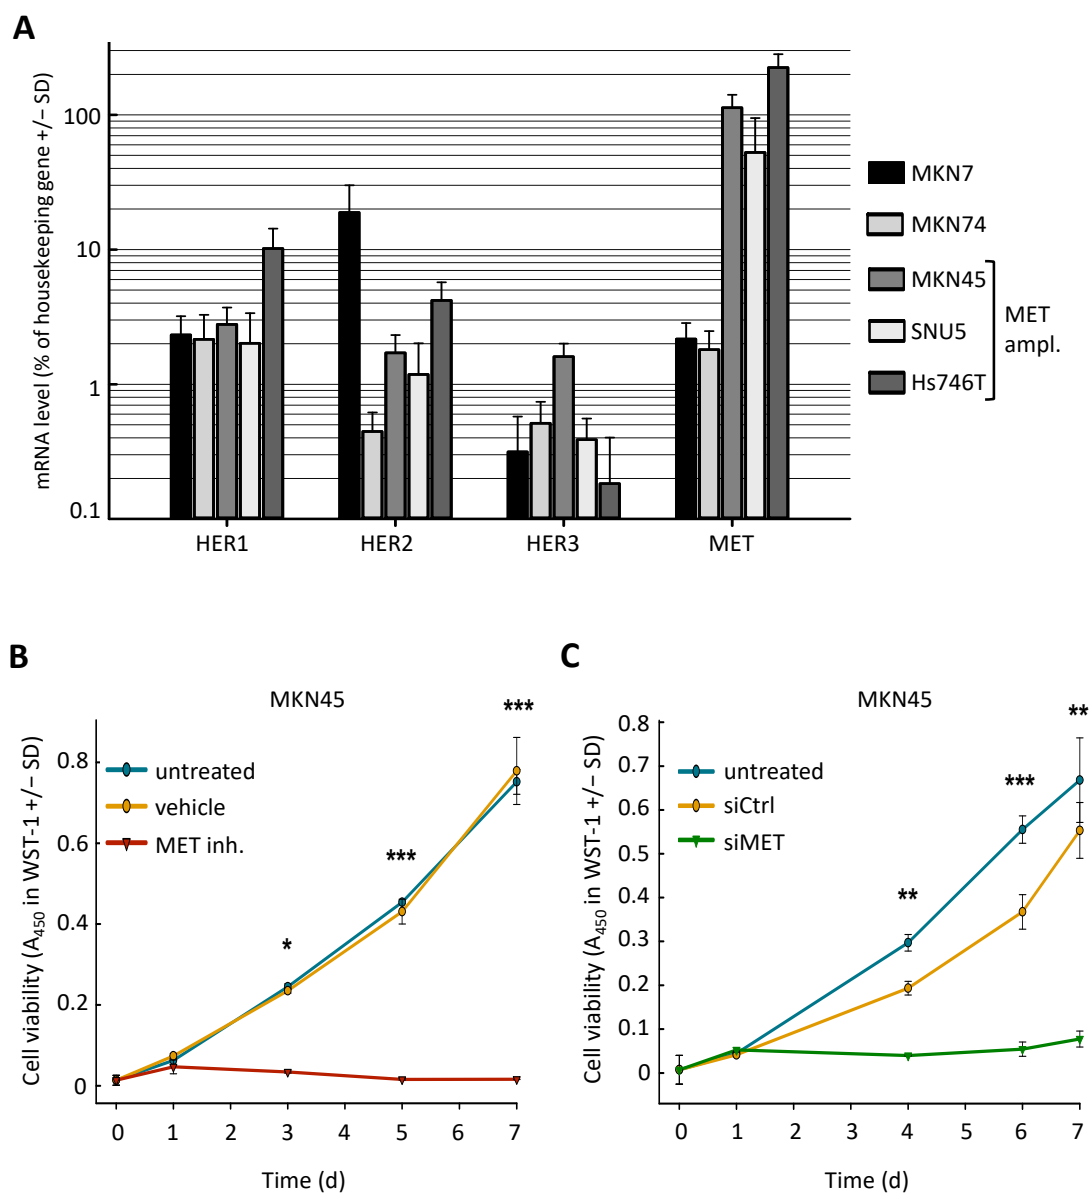 A
mRNA level (% of housekeeping gene +/− SD)
100
10
1
0.1
HER1 HER2 HER3 MET
MKN7
MKN74
MKN45
SNU5
Hs746T
MET
ampl.
B
MKN45
Cell viability (A450 in WST-1 +/− SD)
0.8
0.6
0.4
0.2
0
untreated
vehicle
MET inh.
*
***
***
0 1 3 5 6 7
Time (d)
C
MKN45
Cell viability (A450 in WST-1 +/− SD)
0.8
0.7
0.6
0.5
0.4
0.3
0.2
0.1
0
untreated
siCtrl
siMET
**
***
**
0 1 2 4 5 6 7
Time (d)